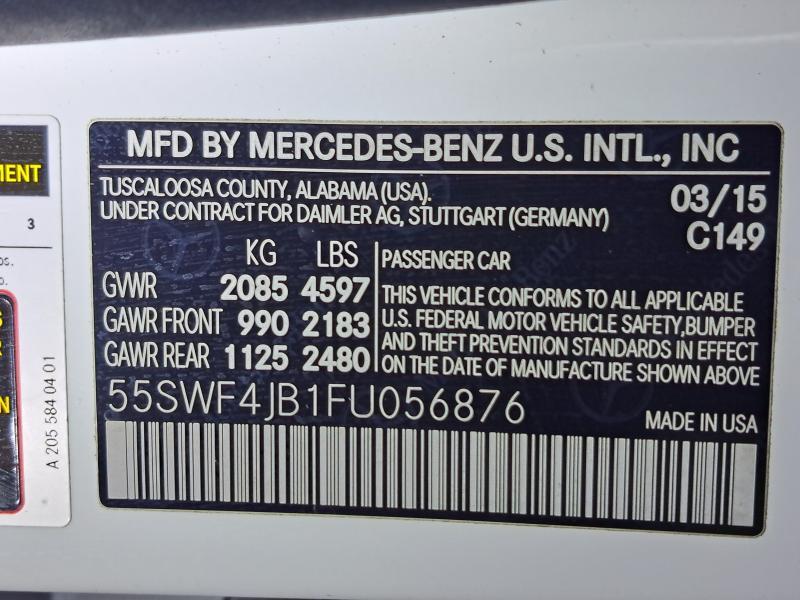 MFD BY MERCEDES-BENZ U.S. INTL., INC
TUSCALOOSA COUNTY, ALABAMA (USA).
UNDER CONTRACT FOR DAIMLER AG, STUTTGART (GERMANY)
03/15
C149
KG LBS
GVWR 2085 4597
GAWR FRONT 990 2183
GAWR REAR 1125 2480
PASSENGER CAR
THIS VEHICLE CONFORMS TO ALL APPLICABLE
U.S. FEDERAL MOTOR VEHICLE SAFETY,BUMPER
AND THEFT PREVENTION STANDARDS IN EFFECT
ON THE DATE OF MANUFACTURE SHOWN ABOVE
55SWF4JB1FU056876
MADE IN USA
MENT
3
A 205 584 04 01